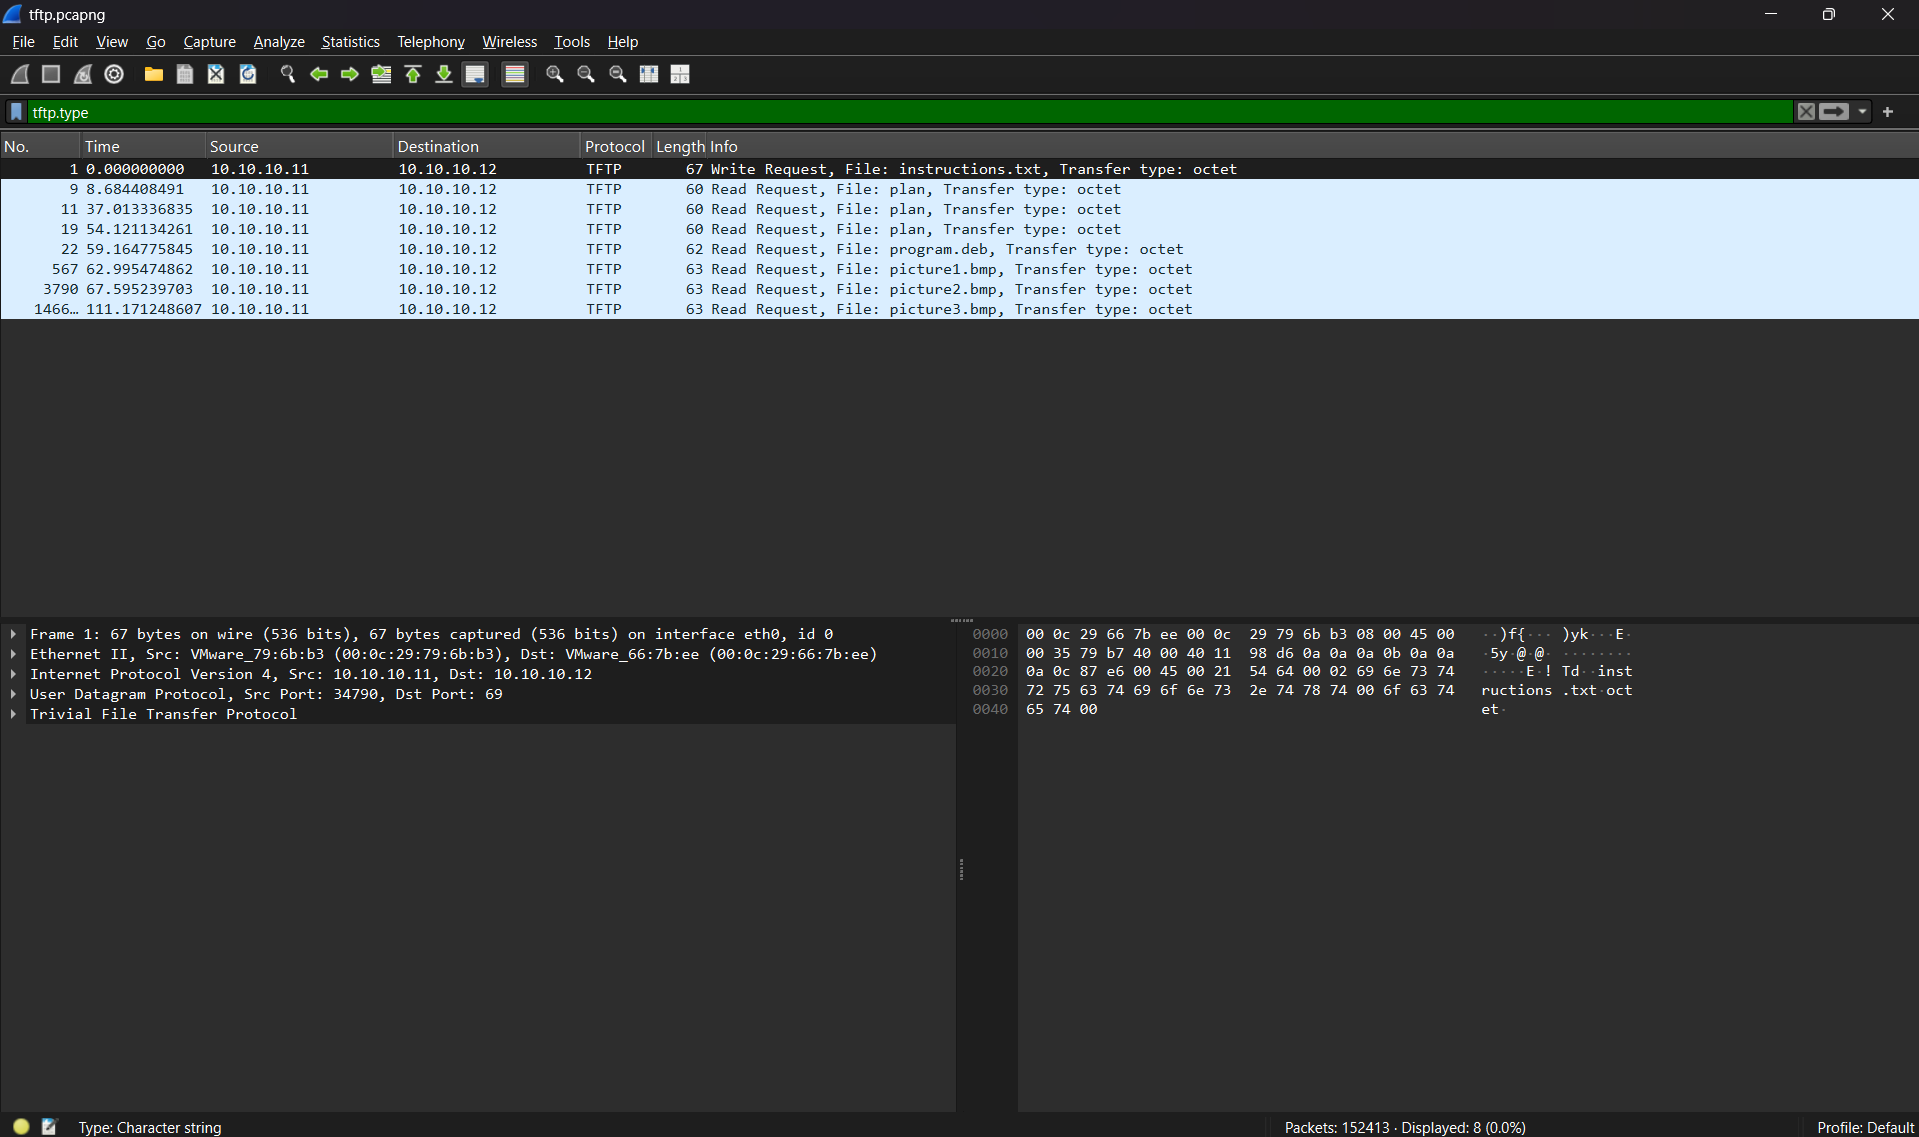 tftp.pcapng
File Edit View Go Capture Analyze Statistics Telephony Wireless Tools Help
tftp.type
No. Time Source Destination Protocol Length Info
1 0.000000000 10.10.10.11 10.10.10.12 TFTP 67 Write Request, File: instructions.txt, Transfer type: octet
9 8.684408491 10.10.10.11 10.10.10.12 TFTP 60 Read Request, File: plan, Transfer type: octet
11 37.013336835 10.10.10.11 10.10.10.12 TFTP 60 Read Request, File: plan, Transfer type: octet
19 54.121134261 10.10.10.11 10.10.10.12 TFTP 60 Read Request, File: plan, Transfer type: octet
22 59.164775845 10.10.10.11 10.10.10.12 TFTP 62 Read Request, File: program.deb, Transfer type: octet
567 62.995474862 10.10.10.11 10.10.10.12 TFTP 63 Read Request, File: picture1.bmp, Transfer type: octet
3790 67.595239703 10.10.10.11 10.10.10.12 TFTP 63 Read Request, File: picture2.bmp, Transfer type: octet
1466… 111.171248607 10.10.10.11 10.10.10.12 TFTP 63 Read Request, File: picture3.bmp, Transfer type: octet
Frame 1: 67 bytes on wire (536 bits), 67 bytes captured (536 bits) on interface eth0, id 0
Ethernet II, Src: VMware_79:6b:b3 (00:0c:29:79:6b:b3), Dst: VMware_66:7b:ee (00:0c:29:66:7b:ee)
Internet Protocol Version 4, Src: 10.10.10.11, Dst: 10.10.10.12
User Datagram Protocol, Src Port: 34790, Dst Port: 69
Trivial File Transfer Protocol
0000 00 0c 29 66 7b ee 00 0c 29 79 6b b3 08 00 45 00 ··)f{··· )yk···E·
0010 00 35 79 b7 40 00 40 11 98 d6 0a 0a 0a 0b 0a 0a ·5y·@·@· ········
0020 0a 0c 87 e6 00 45 00 21 54 64 00 02 69 6e 73 74 ·····E·! Td··inst
0030 72 75 63 74 69 6f 6e 73 2e 74 78 74 00 6f 63 74 ructions .txt·oct
0040 65 74 00 et·
Type: Character string Packets: 152413 · Displayed: 8 (0.0%) Profile: Default